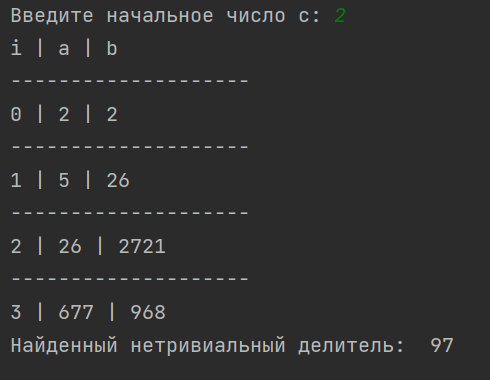 Введите начальное число c: 2
i | a | b
--------------------
0 | 2 | 2
--------------------
1 | 5 | 26
--------------------
2 | 26 | 2721
--------------------
3 | 677 | 968
Найденный нетривиальный делитель:  97